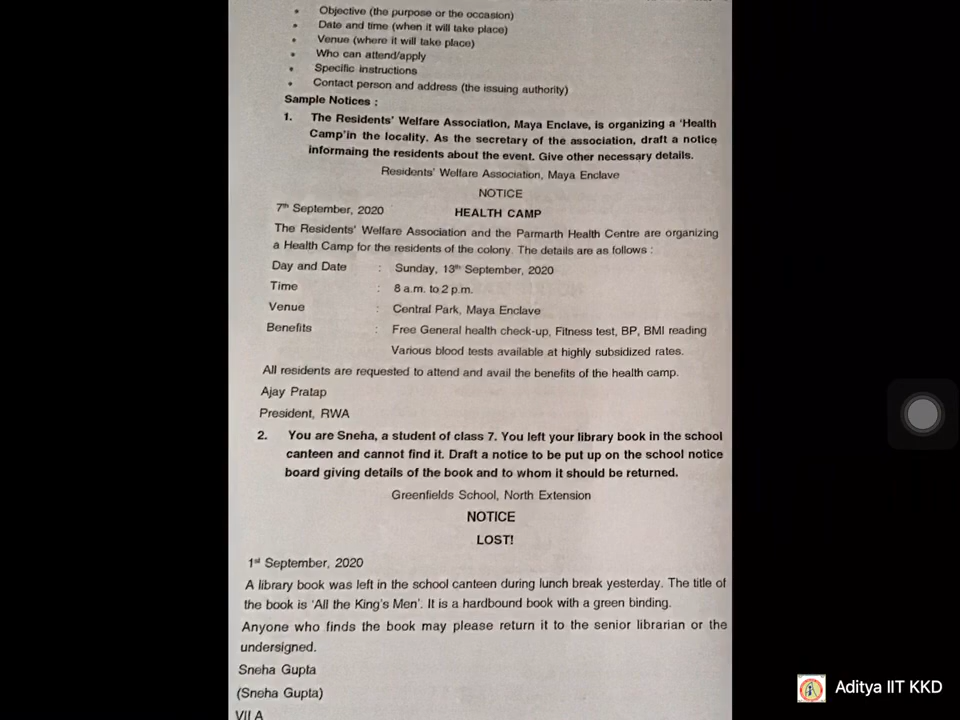 • Objective (the purpose or the occasion)
• Date and time (when it will take place)
• Venue (where it will take place)
• Who can attend/apply
• Specific instructions
• Contact person and address (the issuing authority)
Sample Notices :
1. The Residents' Welfare Association, Maya Enclave, is organizing a 'Health
Camp'in the locality. As the secretary of the association, draft a notice
informaing the residents about the event. Give other necessary details.
Residents' Welfare Association, Maya Enclave
NOTICE
7th September, 2020
HEALTH CAMP
The Residents' Welfare Association and the Parmarth Health Centre are organizing
a Health Camp for the residents of the colony. The details are as follows :
Day and Date : Sunday, 13th September, 2020
Time : 8 a.m. to 2 p.m.
Venue : Central Park, Maya Enclave
Benefits : Free General health check-up, Fitness test, BP, BMI reading
Various blood tests available at highly subsidized rates.
All residents are requested to attend and avail the benefits of the health camp.
Ajay Pratap
President, RWA
2. You are Sneha, a student of class 7. You left your library book in the school
canteen and cannot find it. Draft a notice to be put up on the school notice
board giving details of the book and to whom it should be returned.
Greenfields School, North Extension
NOTICE
LOST!
1st September, 2020
A library book was left in the school canteen during lunch break yesterday. The title of
the book is 'All the King's Men'. It is a hardbound book with a green binding.
Anyone who finds the book may please return it to the senior librarian or the
undersigned.
Sneha Gupta
(Sneha Gupta)
VII A
Aditya IIT KKD